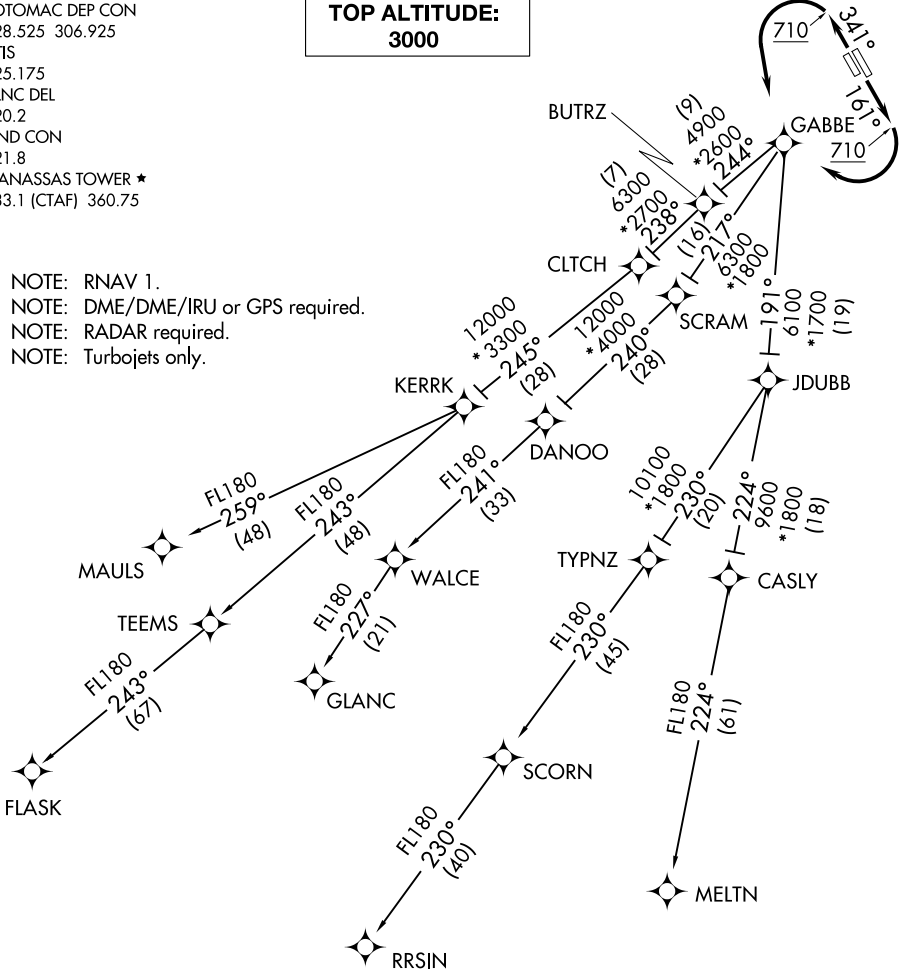 OTOMAC DEP CON
28.525 306.925
TIS
25.175
NC DEL
20.2
ND CON
21.8
ANASSAS TOWER ★
33.1 (CTAF) 360.75
TOP ALTITUDE:
3000
710
341°
161°
710
GABBE
BUTRZ
(9)
4900
*2600
244°
(7)
6300
*2700
238°
(16)
217°
6300
*1800
CLTCH
SCRAM
191°
6100
*1700
(19)
NOTE: RNAV 1.
NOTE: DME/DME/IRU or GPS required.
NOTE: RADAR required.
NOTE: Turbojets only.
12000
*3300
245°
(28)
12000
*4000
240°
(28)
JDUBB
KERRK
DANOO
FL180
259°
(48)
FL180
243°
(48)
FL180
241°
(33)
10100
*1800
230°
(20)
224°
9600
*1800
(18)
MAULS
WALCE
TYPNZ
CASLY
TEEMS
FL180
227°
(21)
FL180
230°
(45)
FL180
243°
(67)
GLANC
FL180
224°
(61)
FLASK
SCORN
FL180
230°
(40)
MELTN
RRSIN